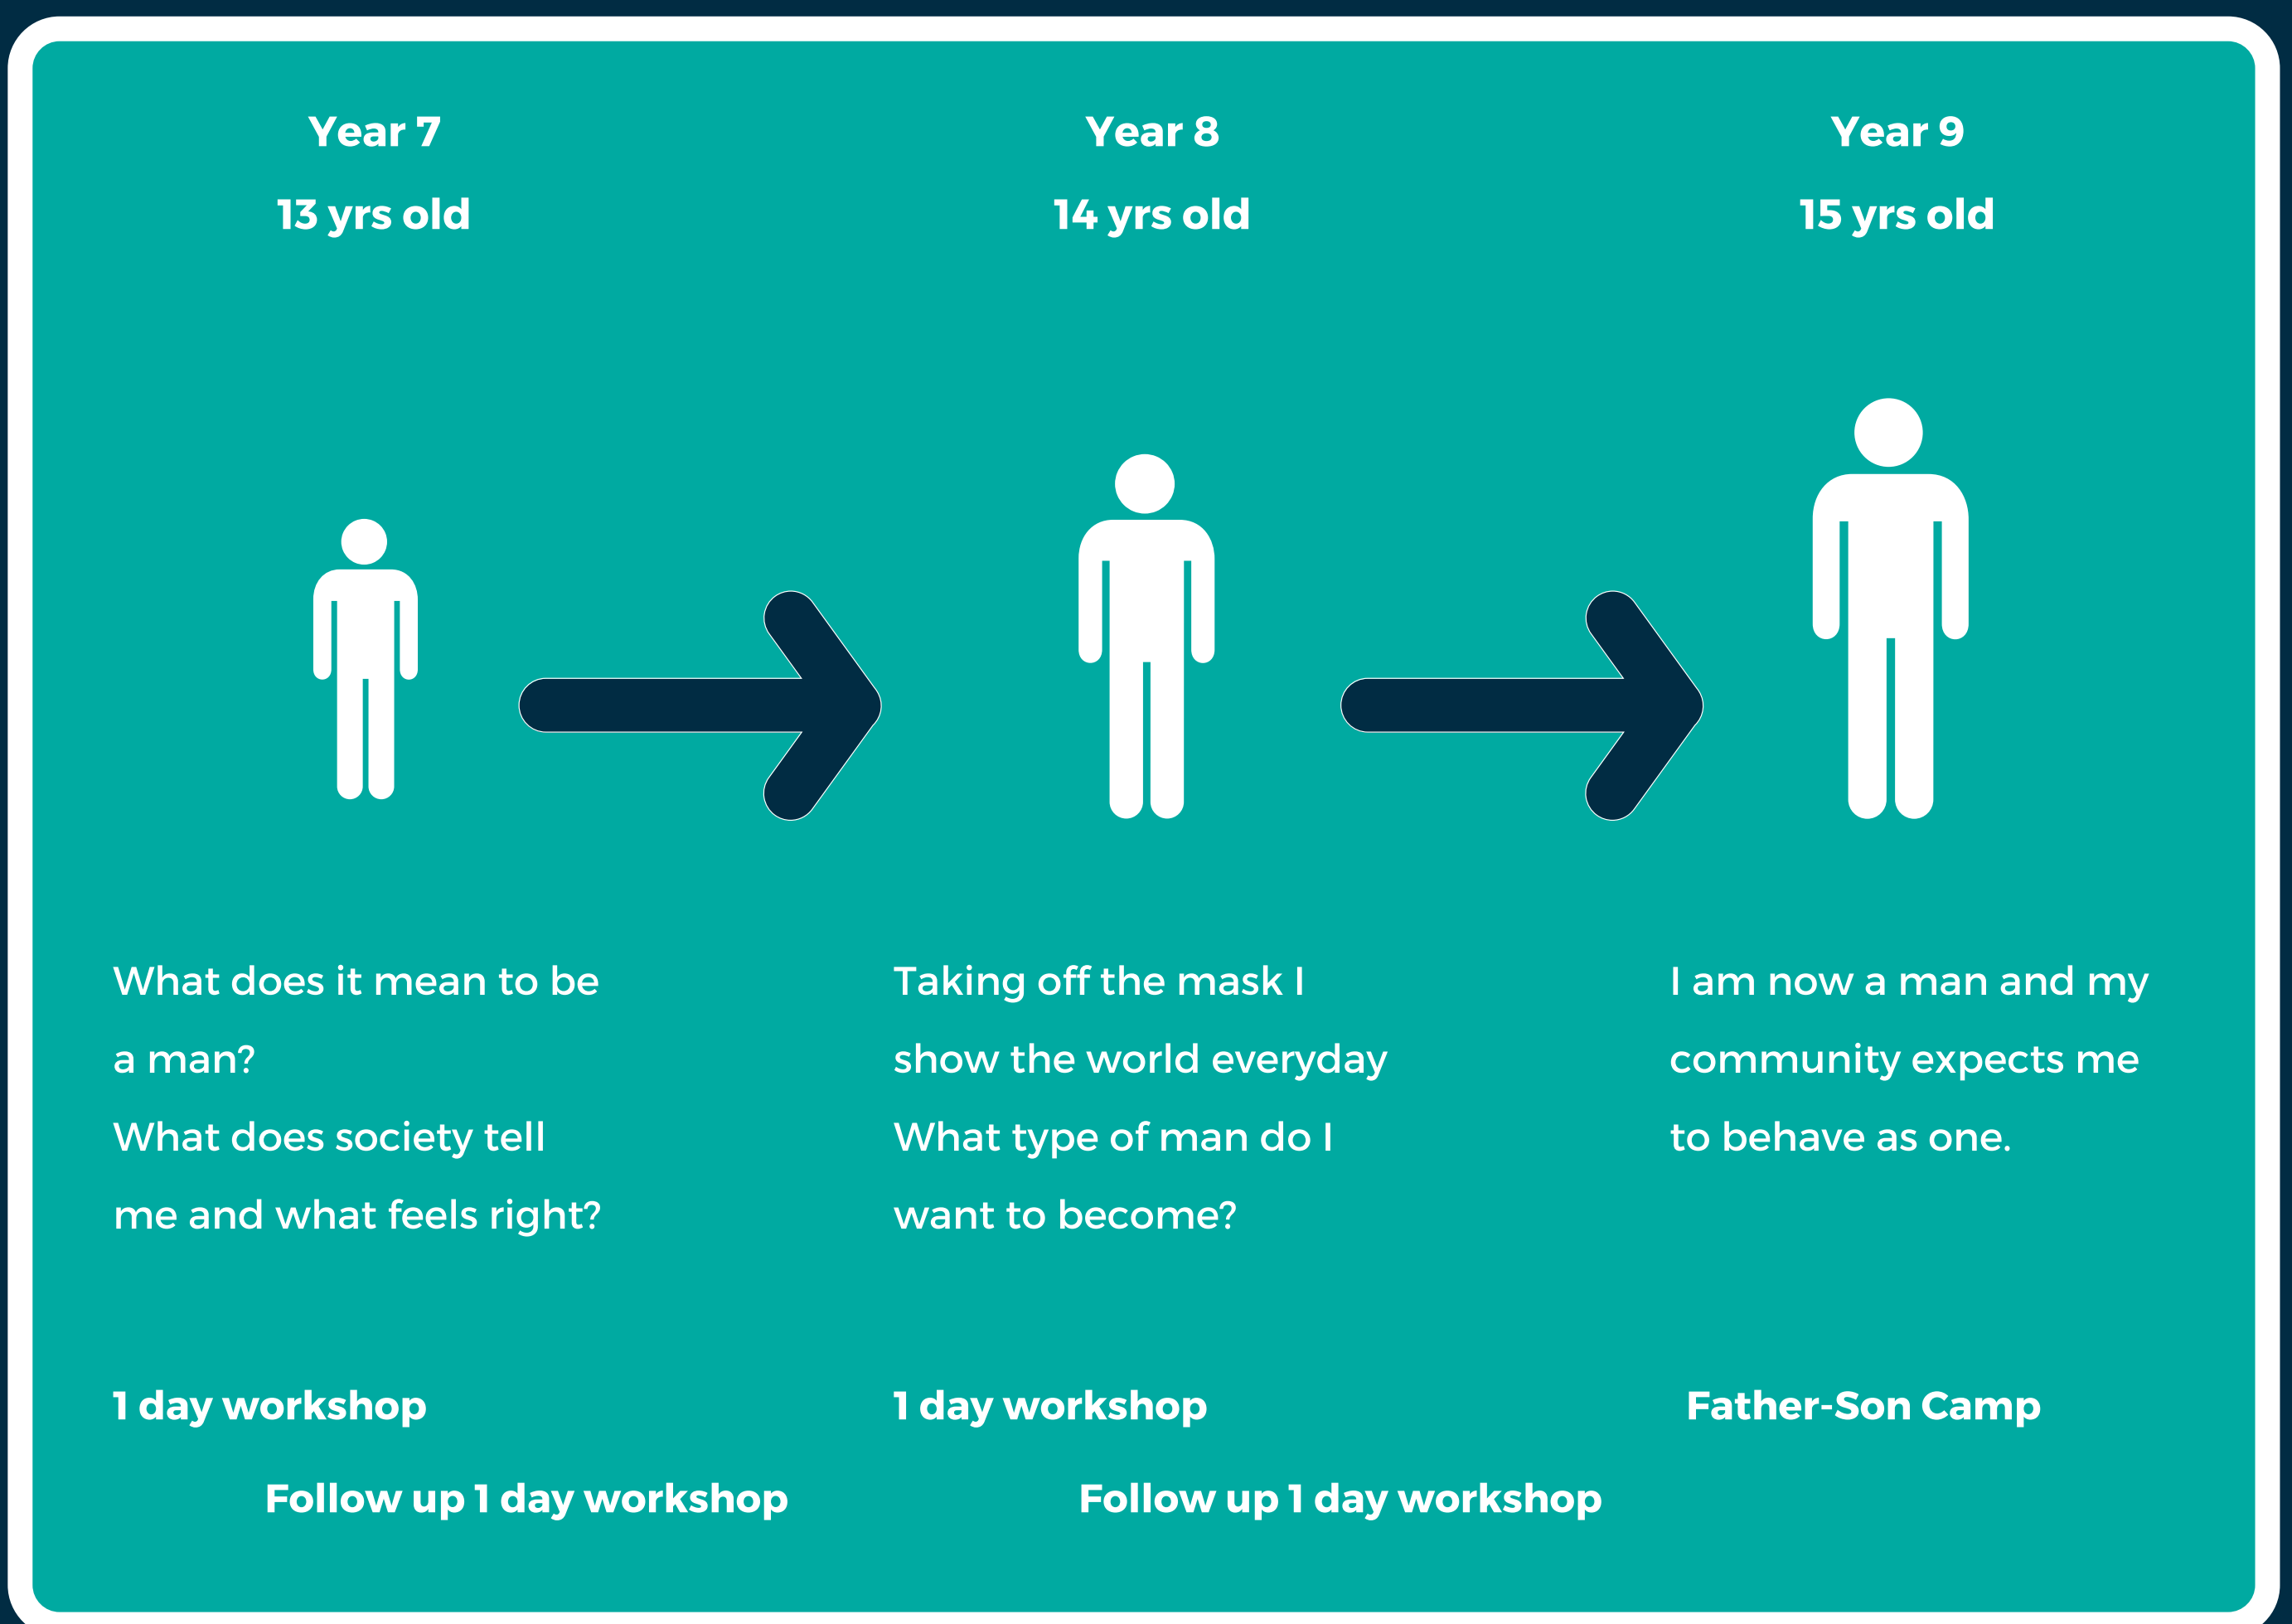 Year 7
13 yrs old
Year 8
14 yrs old
Year 9
15 yrs old
What does it mean to be
a man?
What does society tell
me and what feels right?
Taking off the mask I
show the world everyday
What type of man do I
want to become?
I am now a man and my
community expects me
to behave as one.
1 day workshop
Follow up 1 day workshop
1 day workshop
Follow up 1 day workshop
Father-Son Camp